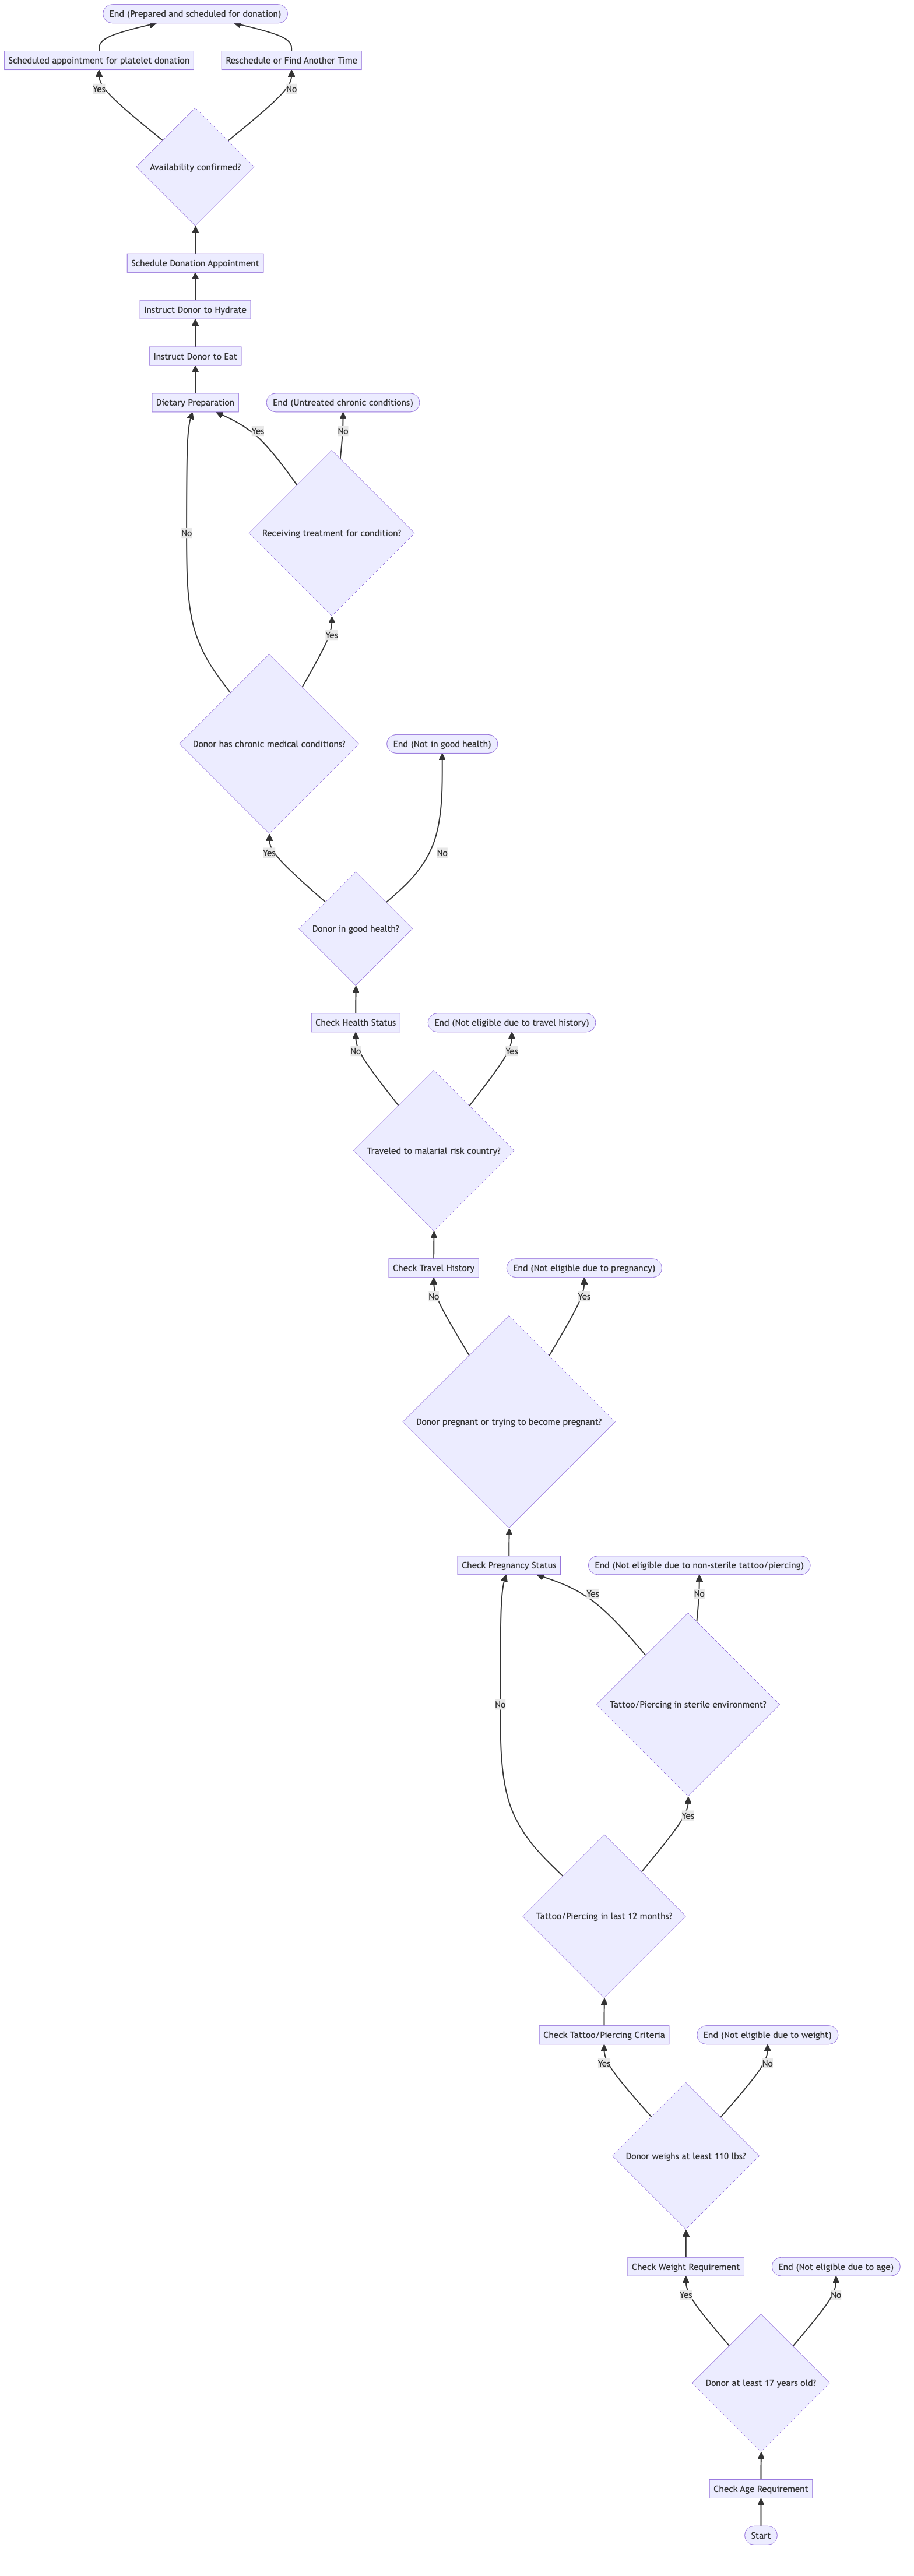 End (Prepared and scheduled for donation)
Scheduled appointment for platelet donation
Reschedule or Find Another Time
Yes
No
Availability confirmed?
Schedule Donation Appointment
Instruct Donor to Hydrate
Instruct Donor to Eat
Dietary Preparation
End (Untreated chronic conditions)
Yes
No
No
Receiving treatment for condition?
Yes
Donor has chronic medical conditions?
End (Not in good health)
Yes
No
Donor in good health?
Check Health Status
End (Not eligible due to travel history)
No
Yes
Traveled to malarial risk country?
Check Travel History
End (Not eligible due to pregnancy)
No
Yes
Donor pregnant or trying to become pregnant?
Check Pregnancy Status
End (Not eligible due to non-sterile tattoo/piercing)
Yes
No
No
Tattoo/Piercing in sterile environment?
Yes
Tattoo/Piercing in last 12 months?
Check Tattoo/Piercing Criteria
End (Not eligible due to weight)
Yes
No
Donor weighs at least 110 lbs?
Check Weight Requirement
End (Not eligible due to age)
Yes
No
Donor at least 17 years old?
Check Age Requirement
Start